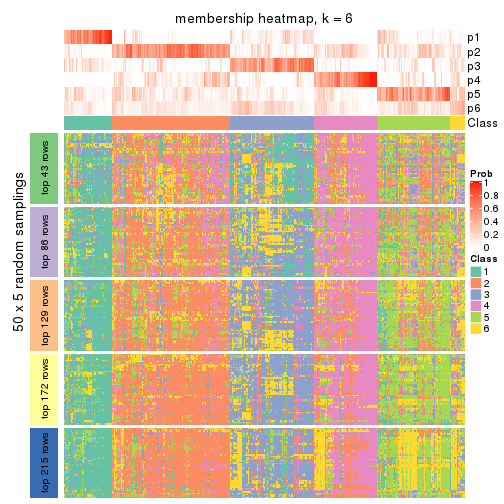 membership heatmap, k = 6
p1
p2
p3
p4
p5
p6
Class
50 x 5 random samplings
top 43 rows
top 86 rows
top 129 rows
top 172 rows
top 215 rows
Prob
1
0.8
0.6
0.4
0.2
0
Class
1
2
3
4
5
6